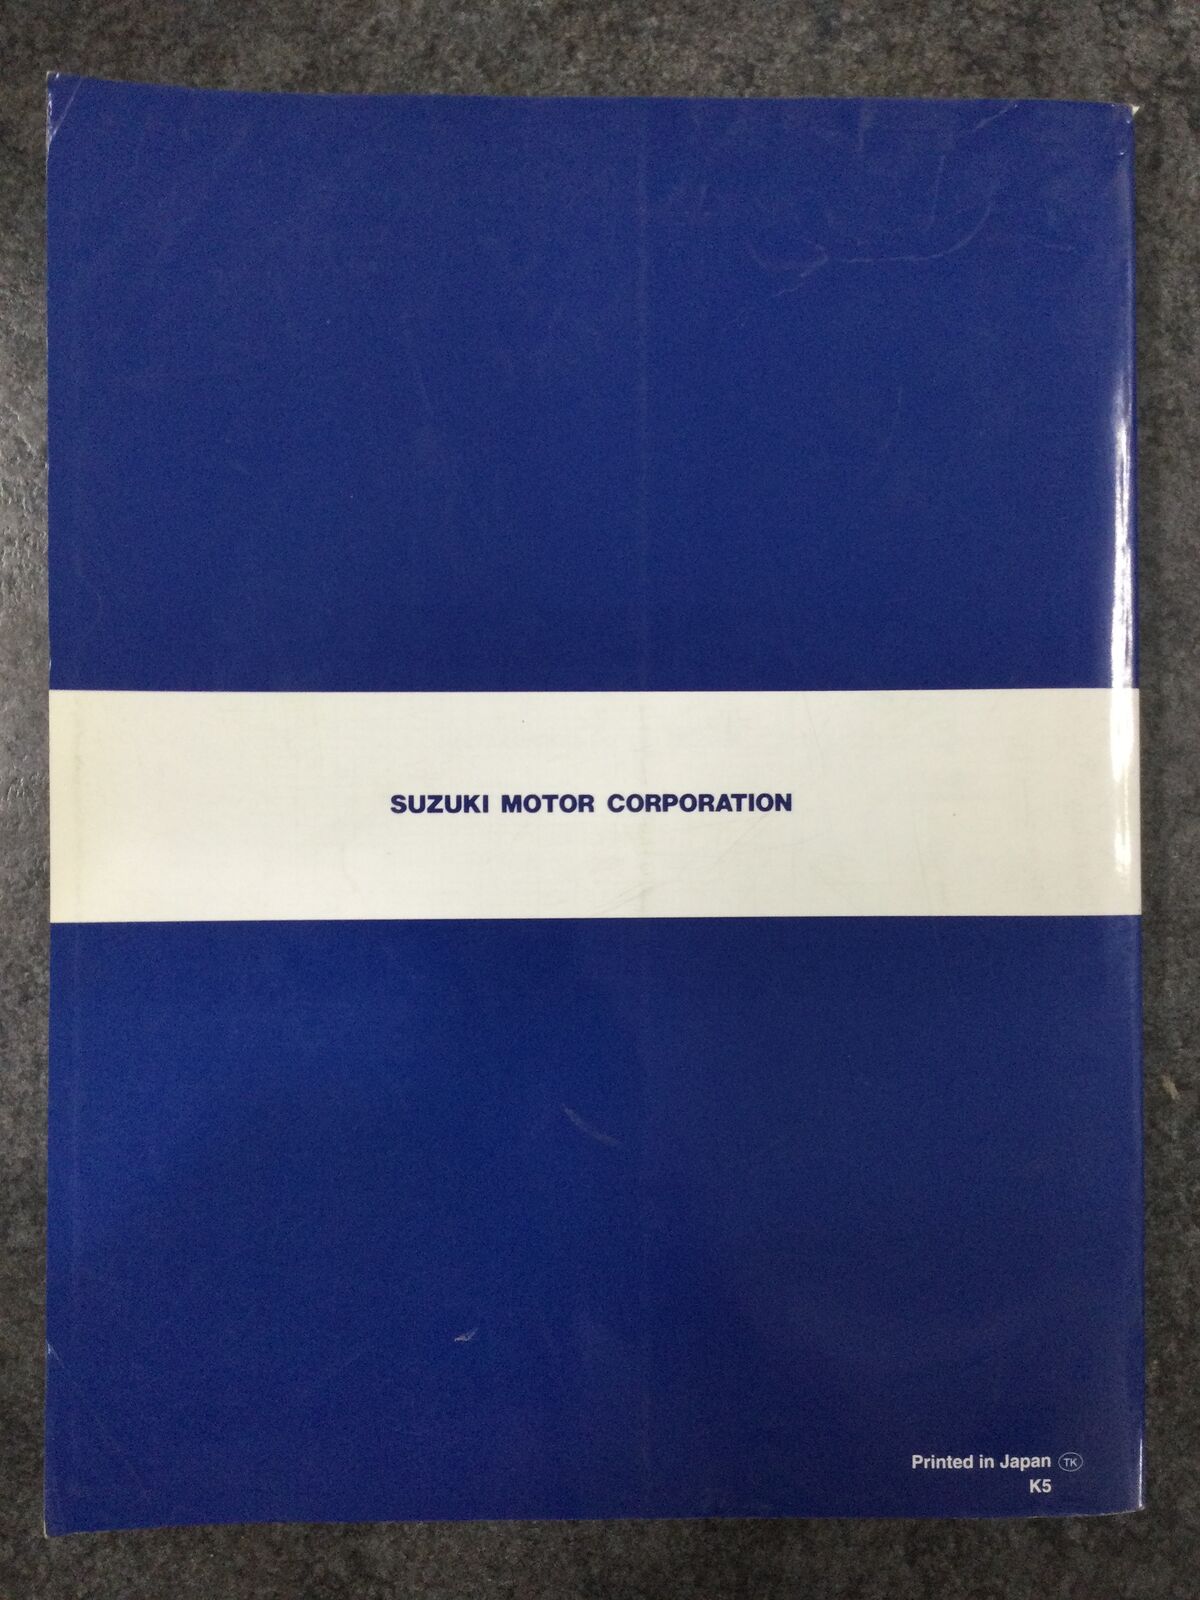 SUZUKI MOTOR CORPORATION
Printed in Japan TK
K5